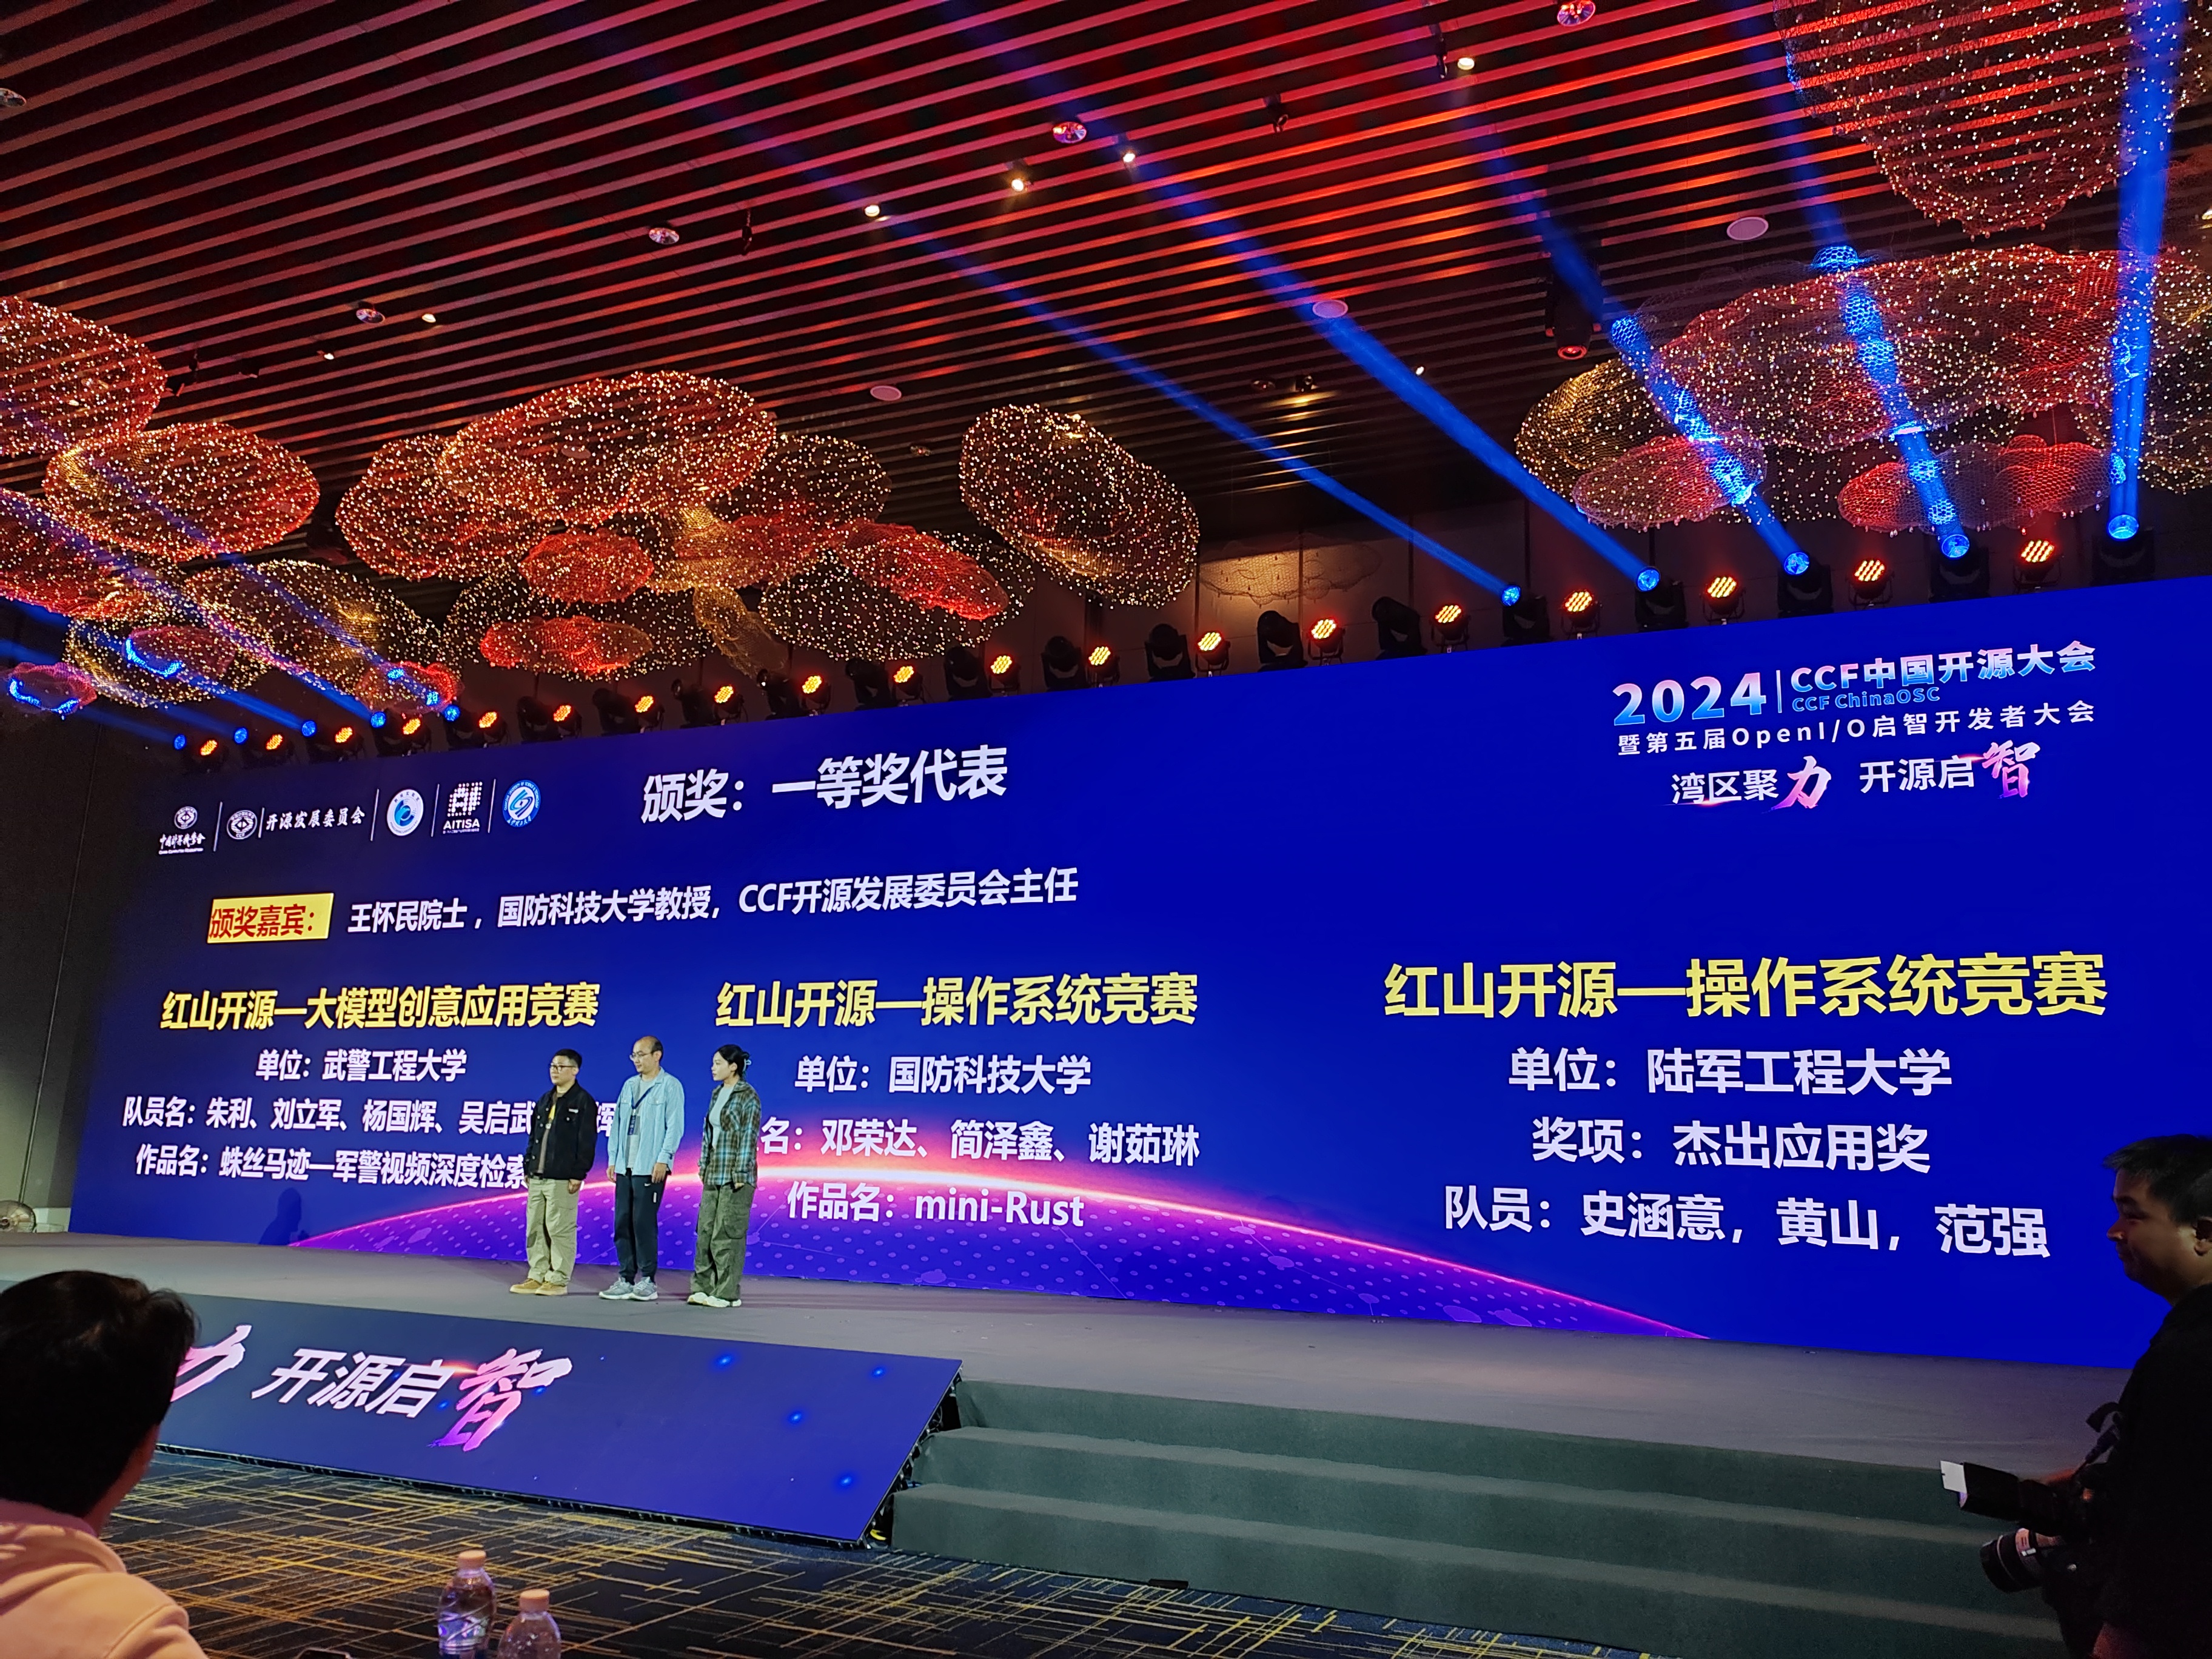 2024 CCF中国开源大会
CCF ChinaOSC
暨第五届OpenI/O启智开发者大会
湾区聚力 开源启智
中国计算机学会
开源发展委员会
AITISA
颁奖：一等奖代表
颁奖嘉宾：
王怀民院士，国防科技大学教授，CCF开源发展委员会主任
红山开源—大模型创意应用竞赛
单位：武警工程大学
队员名：朱利、刘立军、杨国辉、吴启武
作品名：蛛丝马迹—军警视频深度检索
红山开源—操作系统竞赛
单位：国防科技大学
名：邓荣达、简泽鑫、谢茹琳
作品名：mini-Rust
红山开源—操作系统竞赛
单位：陆军工程大学
奖项：杰出应用奖
队员：史涵意，黄山，范强
力 开源启智